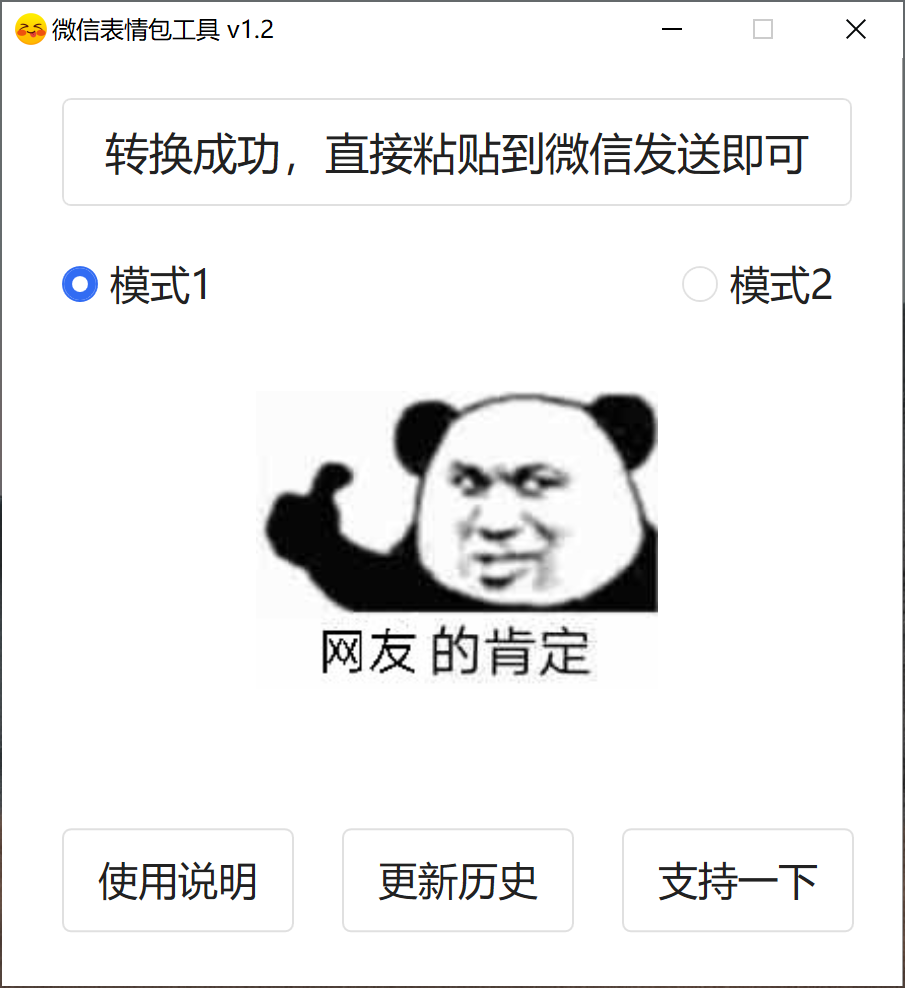 微信表情包工具 v1.2
转换成功，直接粘贴到微信发送即可
模式1 模式2
网友 的肯定
使用说明 更新历史 支持一下